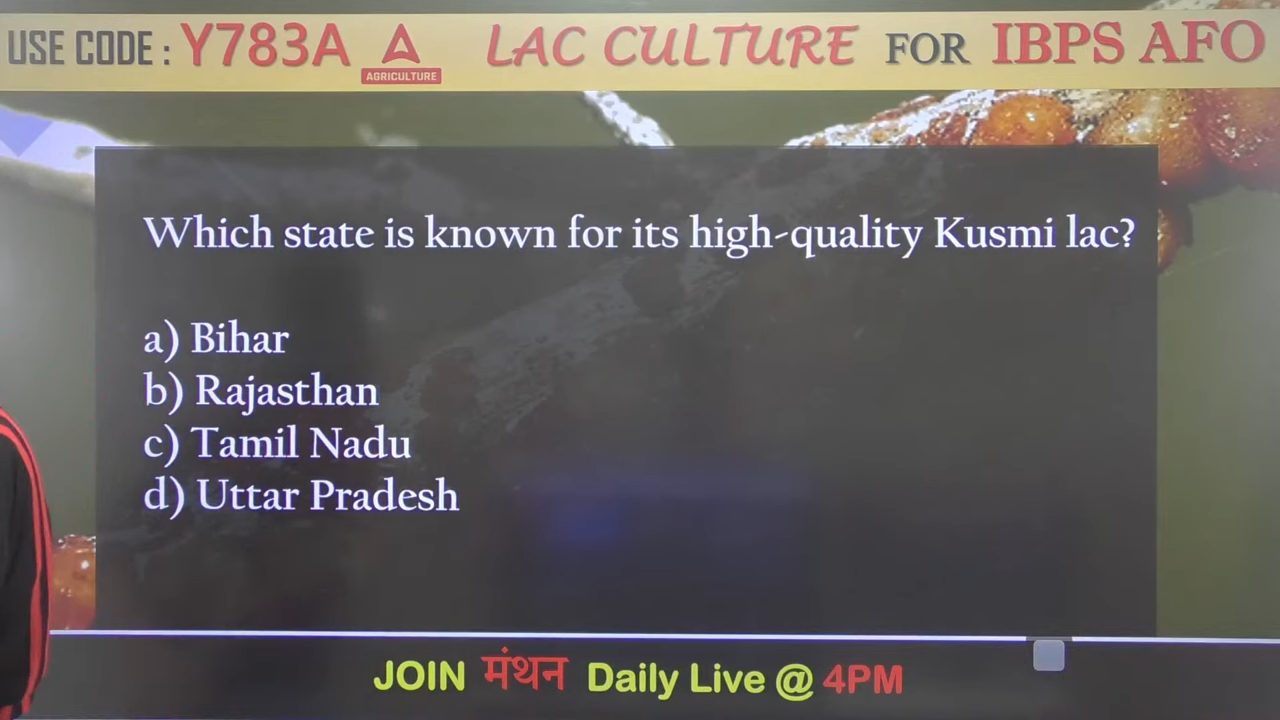 USE CODE : Y783A AGRICULTURE LAC CULTURE FOR IBPS AFO
Which state is known for its high-quality Kusmi lac?
a) Bihar
b) Rajasthan
c) Tamil Nadu
d) Uttar Pradesh
JOIN मंथन Daily Live @ 4PM